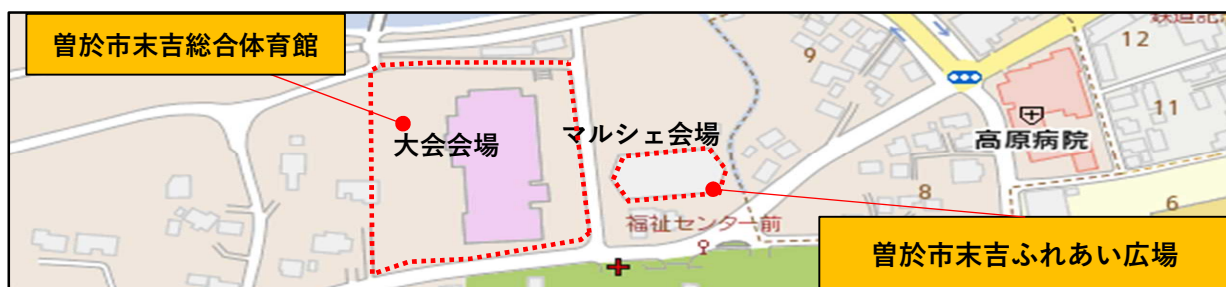 曽於市末吉総合体育館
9
12
大会会場
マルシェ会場
11
高原病院
8
6
福祉センター前
曽於市末吉ふれあい広場